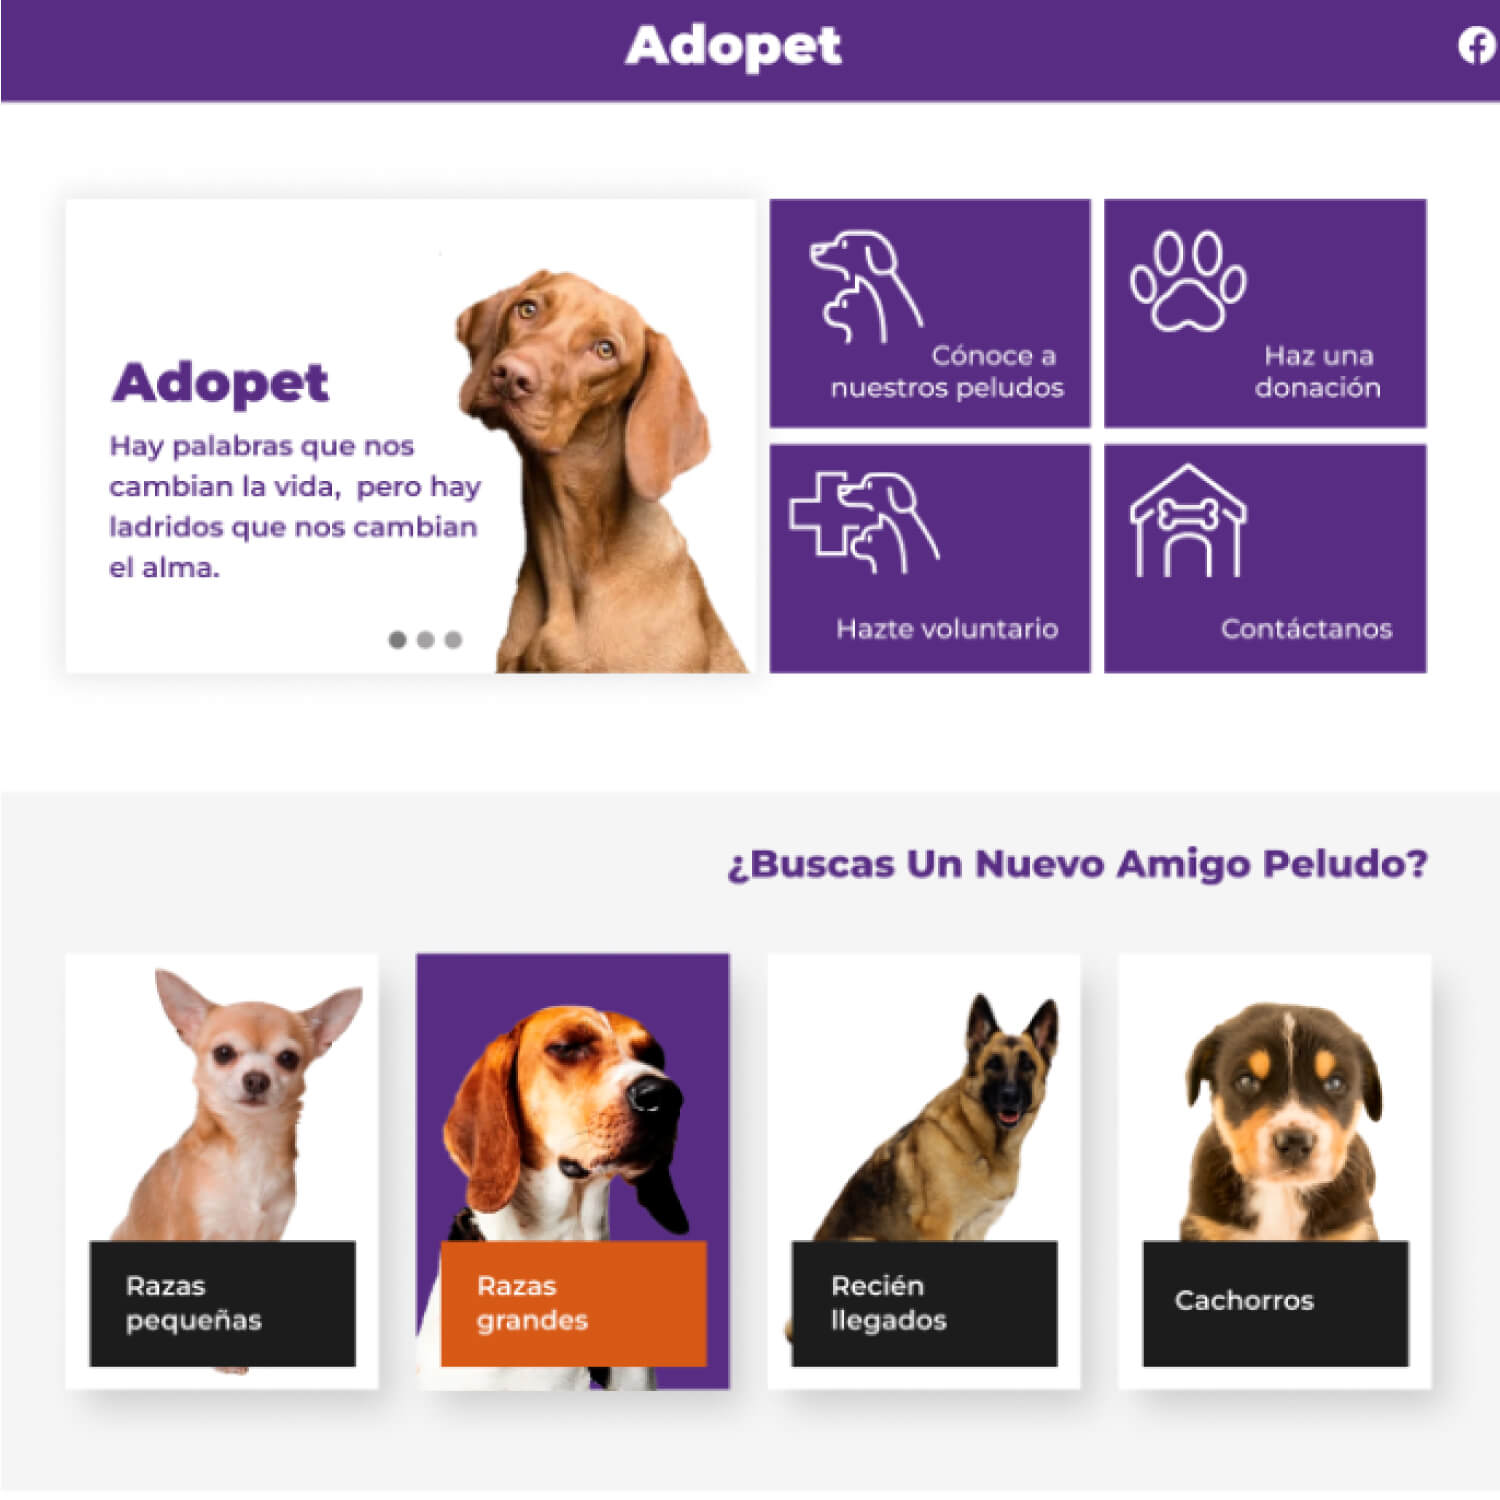 Adopet
Adopet
Hay palabras que nos
cambian la vida, pero hay
ladridos que nos cambian
el alma.
Cónoce a
nuestros peludos
Haz una
donación
Hazte voluntario
Contáctanos
¿Buscas Un Nuevo Amigo Peludo?
Razas
pequeñas
Razas
grandes
Recién
llegados
Cachorros